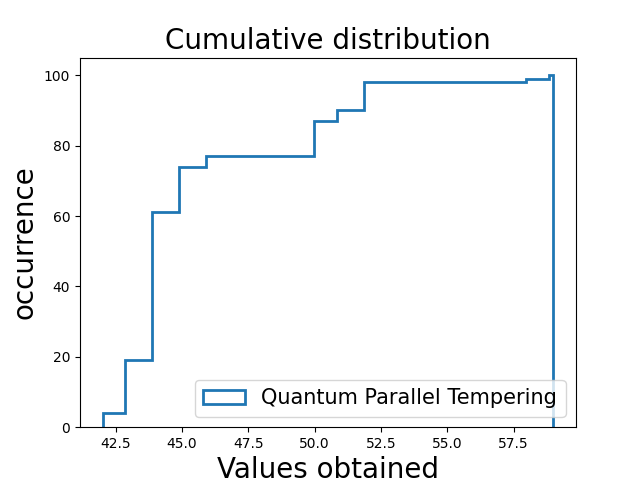 Cumulative distribution
100
80
60
40
20
0
occurrence
Quantum Parallel Tempering
42.5 45.0 47.5 50.0 52.5 55.0 57.5
Values obtained